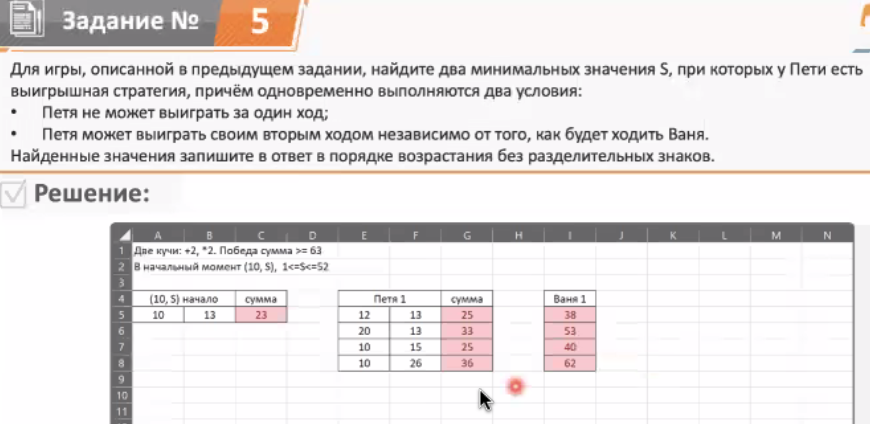 Задание № 5
Для игры, описанной в предыдущем задании, найдите два минимальных значения S, при которых у Пети есть
выигрышная стратегия, причём одновременно выполняются два условия:
• Петя не может выиграть за один ход;
• Петя может выиграть своим вторым ходом независимо от того, как будет ходить Ваня.
Найденные значения запишите в ответ в порядке возрастания без разделительных знаков.
Решение:
A B C D E F G H I J K L M N
1 Две кучи: +2, *2. Победа сумма >= 63
2 В начальный момент (10, S), 1<=S<=52
3
4 (10, S) начало сумма Петя 1 сумма Ваня 1
5 10 13 23 12 13 25 38
6 20 13 33 53
7 10 15 25 40
8 10 26 36 62
9
10
11